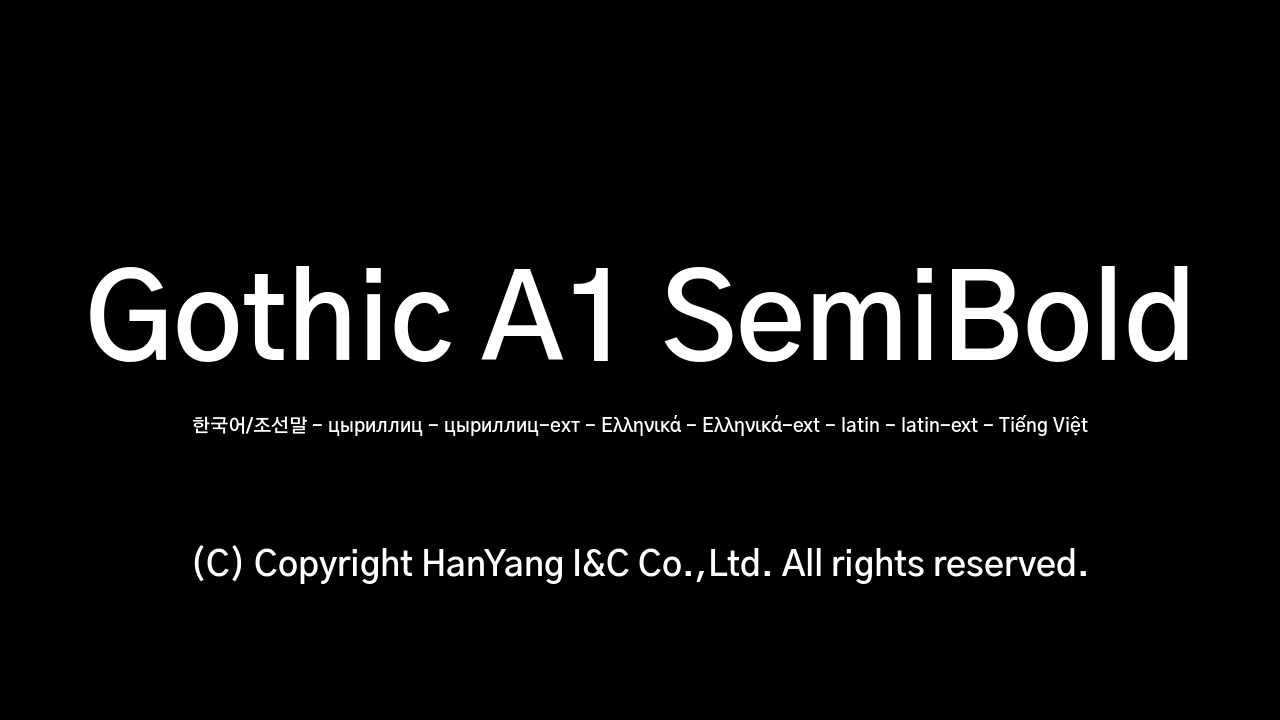 Gothic A1 SemiBold
한국어/조선말 - цыриллиц - цыриллиц-ехт - Ελληνικά - Ελληνικά-ext - latin - latin-ext - Tiếng Việt
(C) Copyright HanYang I&C Co.,Ltd. All rights reserved.